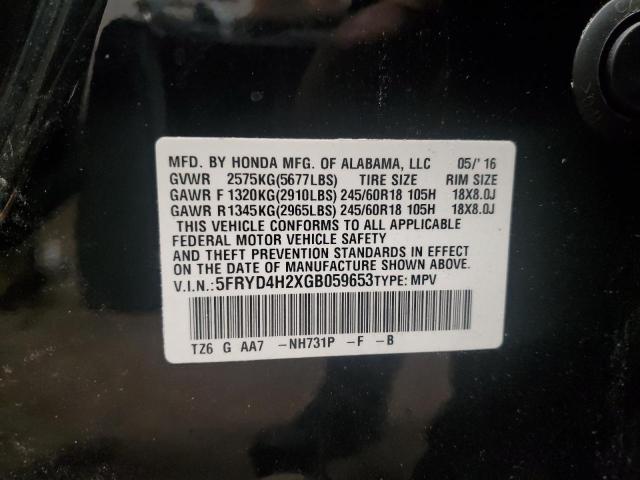 MFD. BY HONDA MFG. OF ALABAMA, LLC 05/'16
GVWR 2575KG(5677LBS) TIRE SIZE RIM SIZE
GAWR F 1320KG(2910LBS) 245/60R18 105H 18X8.0J
GAWR R 1345KG(2965LBS) 245/60R18 105H 18X8.0J
THIS VEHICLE CONFORMS TO ALL APPLICABLE
FEDERAL MOTOR VEHICLE SAFETY
AND THEFT PREVENTION STANDARDS IN EFFECT
ON THE DATE OF MANUFACTURE SHOWN ABOVE.
V.I.N.: 5FRYD4H2XGB059653 TYPE: MPV
TZ6 G AA7 -NH731P -F -B